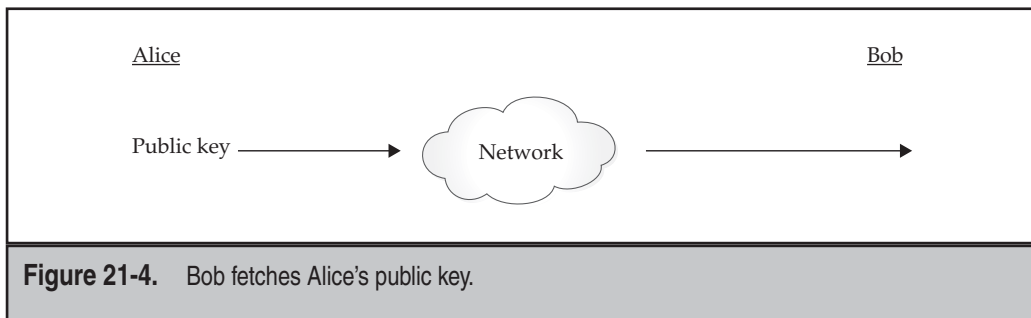 Alice Bob
Public key Network
Figure 21-4. Bob fetches Alice's public key.